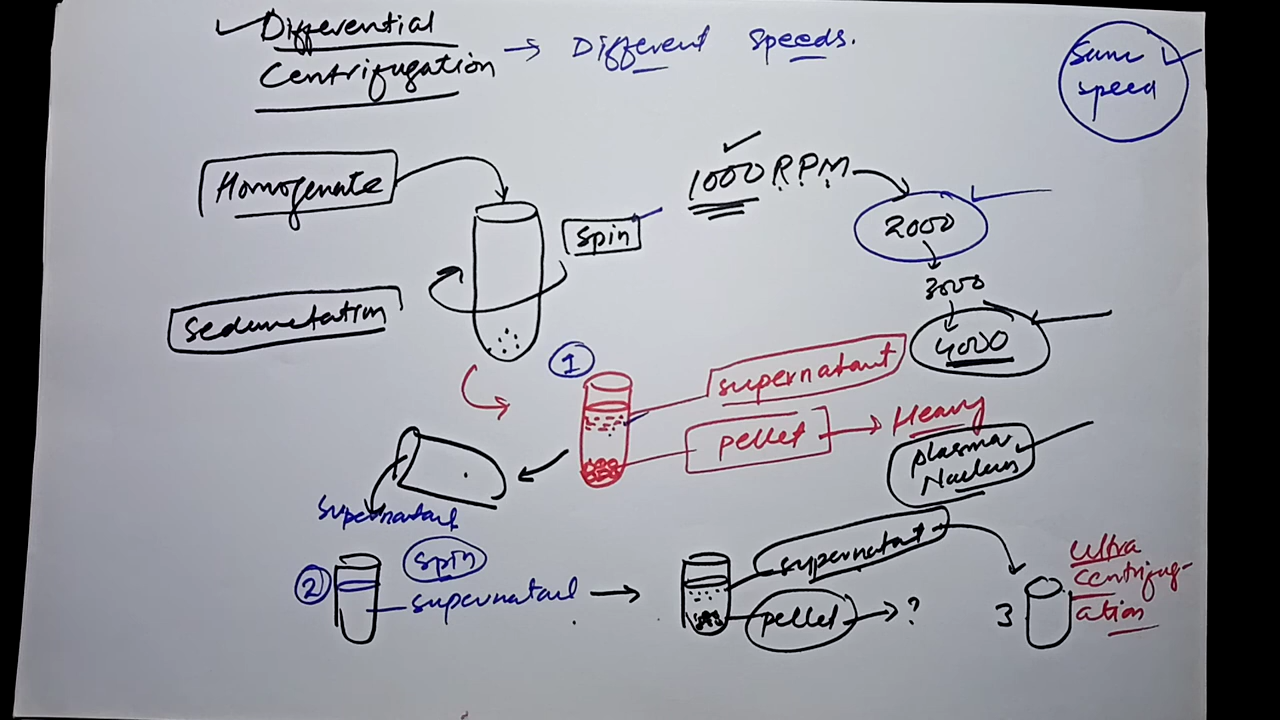 Differential
Centrifugation → Different Speeds.
Same
speed
Homogenate
1000 RPM
2000
3000
4000
Spin
Sedimetation
1
supernatant
pellet → Heavy
plasma
Nucleus
Supernatant
2
Spin
supernatant
supernatant
pellet → ?
3
Ultra
Centrifug-
ation